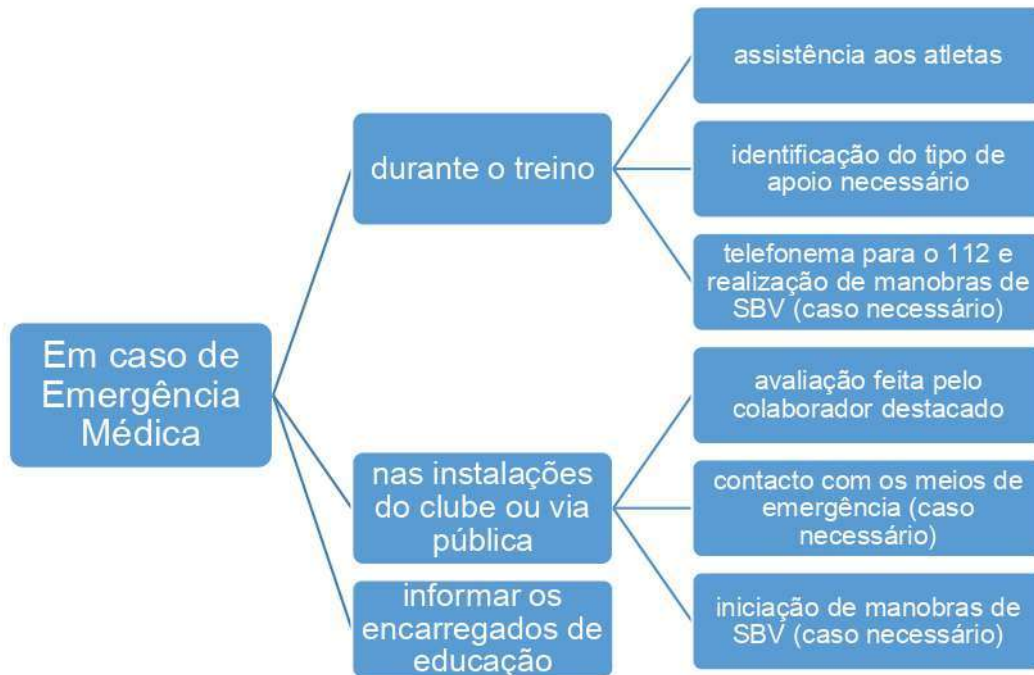 Em caso de
Emergência
Médica
durante o treino
assistência aos atletas
identificação do tipo de
apoio necessário
telefonema para o 112 e
realização de manobras de
SBV (caso necessário)
nas instalações
do clube ou via
pública
avaliação feita pelo
colaborador destacado
contacto com os meios de
emergência (caso
necessário)
iniciação de manobras de
SBV (caso necessário)
informar os
encarregados de
educação